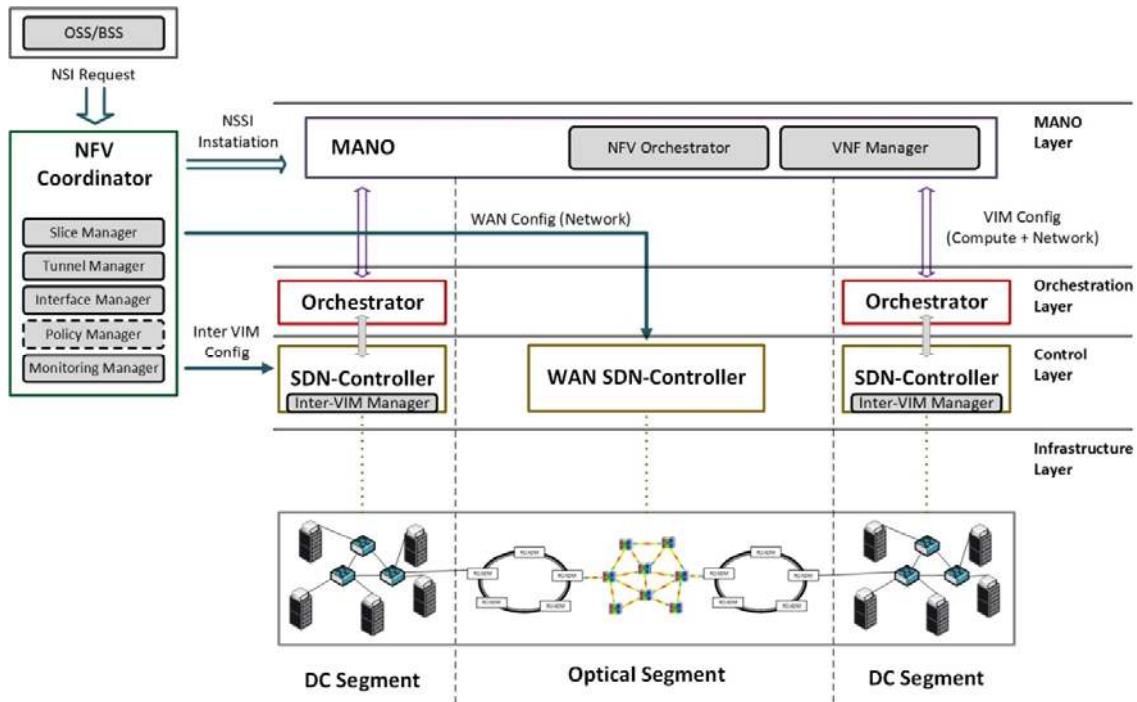 OSS/BSS
NSI Request
NFV
Coordinator
Slice Manager
Tunnel Manager
Interface Manager
Policy Manager
Monitoring Manager
NSSI
Instatiation
MANO
NFV Orchestrator
VNF Manager
MANO
Layer
WAN Config (Network)
VIM Config
(Compute + Network)
Orchestrator
Orchestrator
Orchestration
Layer
Inter VIM
Config
SDN-Controller
Inter-VIM Manager
WAN SDN-Controller
SDN-Controller
Inter-VIM Manager
Control
Layer
Infrastructure
Layer
DC Segment
Optical Segment
DC Segment